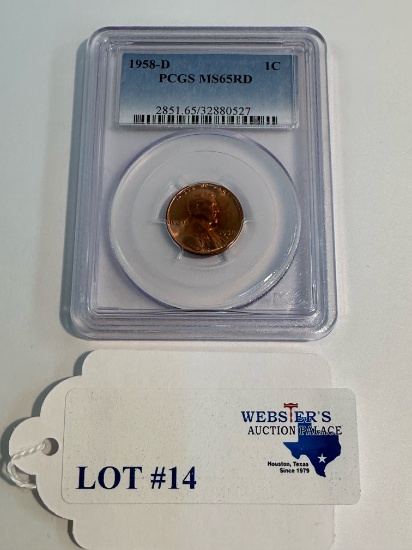 1958-D 1C
PCGS MS65RD
2851.65/32880527
WEBSTER'S
AUCTION PALACE
Houston, Texas
Since 1979
LOT #14